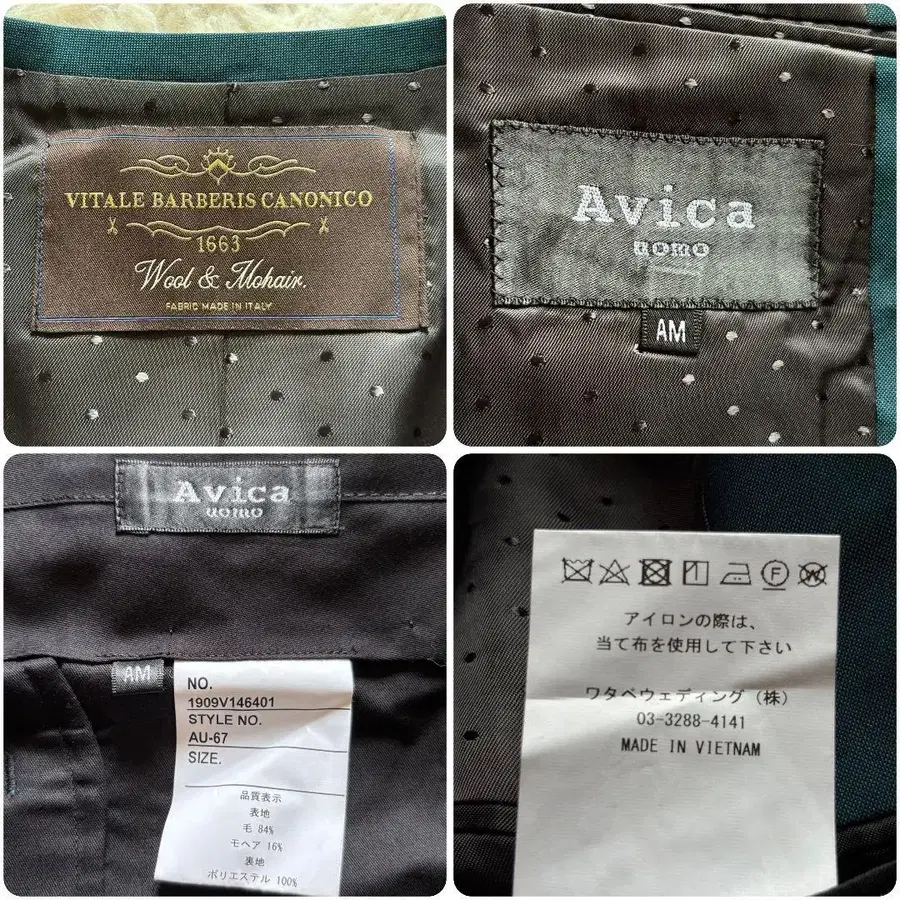 VITALE BARBERIS CANONICO
1663
Wool & Mohair.
FABRIC MADE IN ITALY
Avica
uomo
AM
Avica
uomo
AM
NO.
1909V146401
STYLE NO.
AU-67
SIZE.
品質表示
表地
毛 84%
モヘア 16%
裏地
ポリエステル 100%
F W
アイロンの際は、
当て布を使用して下さい
ワタベウェディング（株）
03-3288-4141
MADE IN VIETNAM